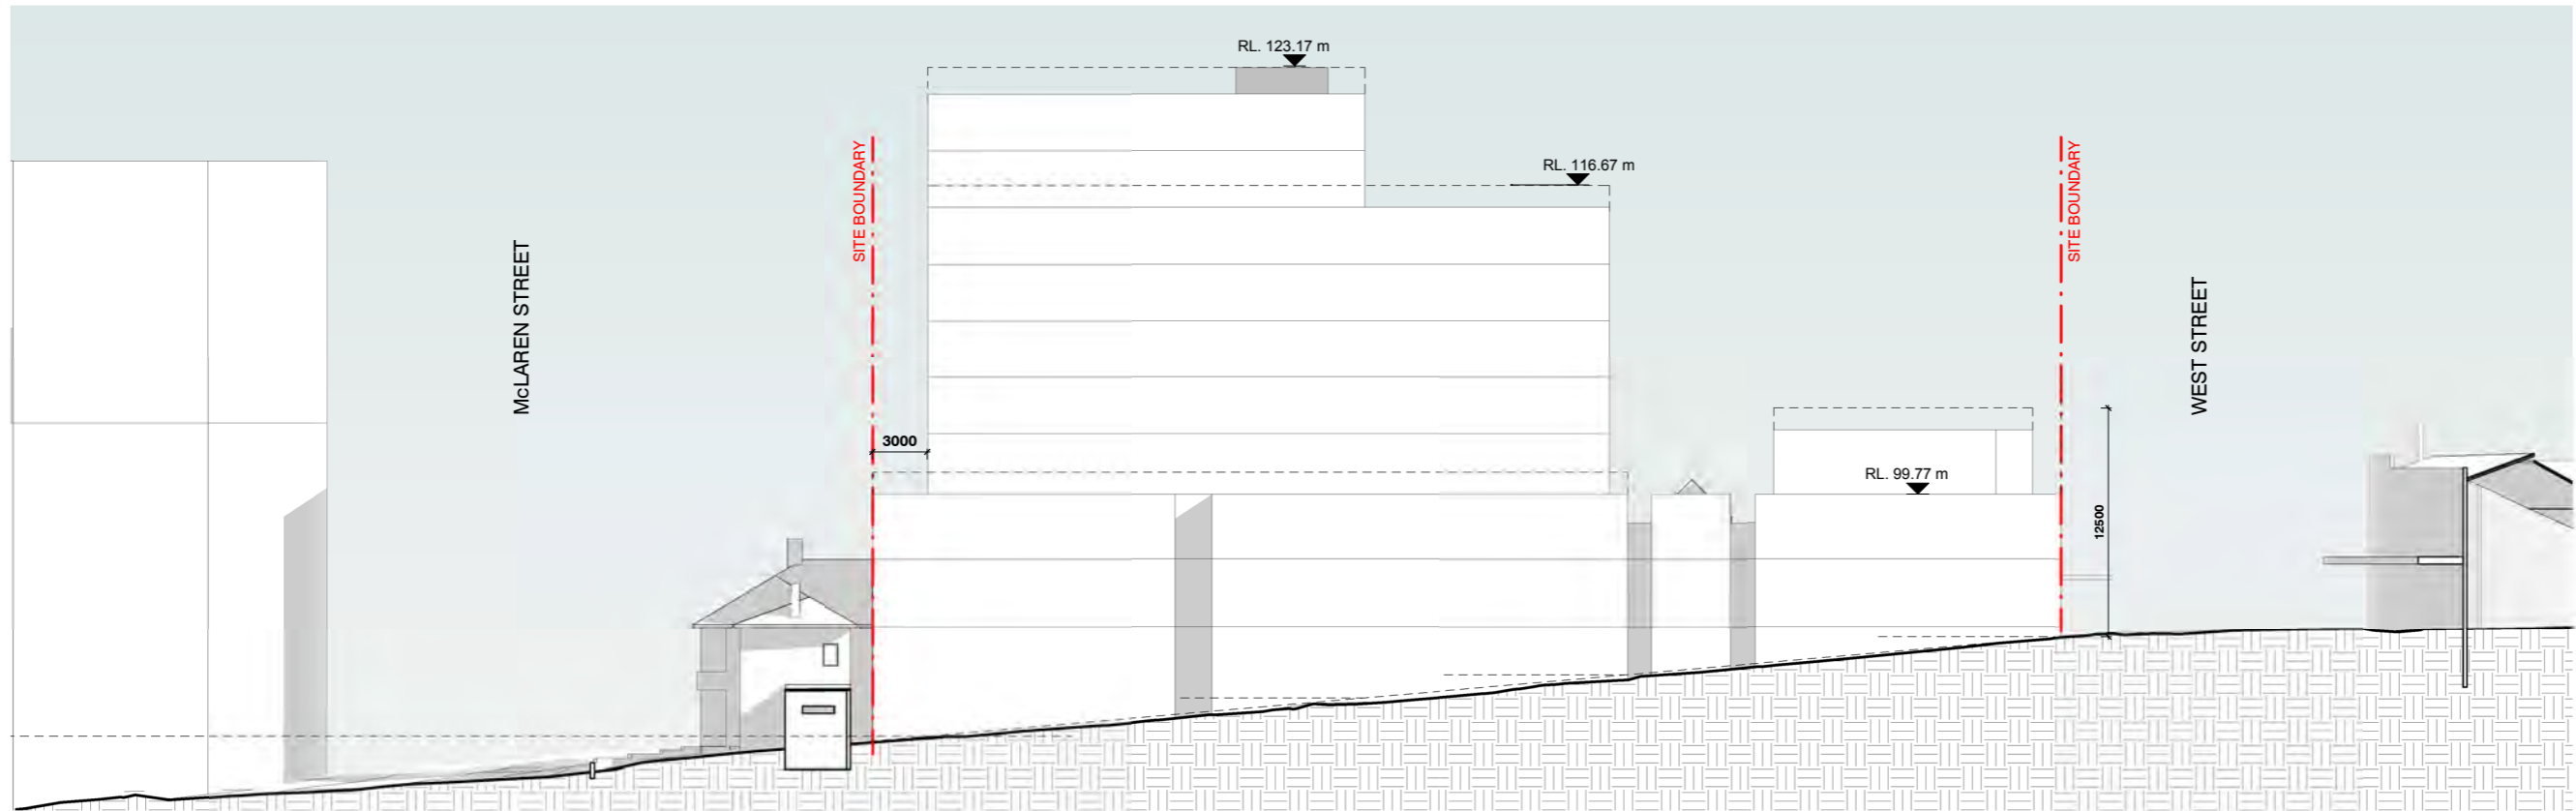 RL. 123.17 m
RL. 116.67 m
SITE BOUNDARY
SITE BOUNDARY
McLAREN STREET
WEST STREET
3000
RL. 99.77 m
12500